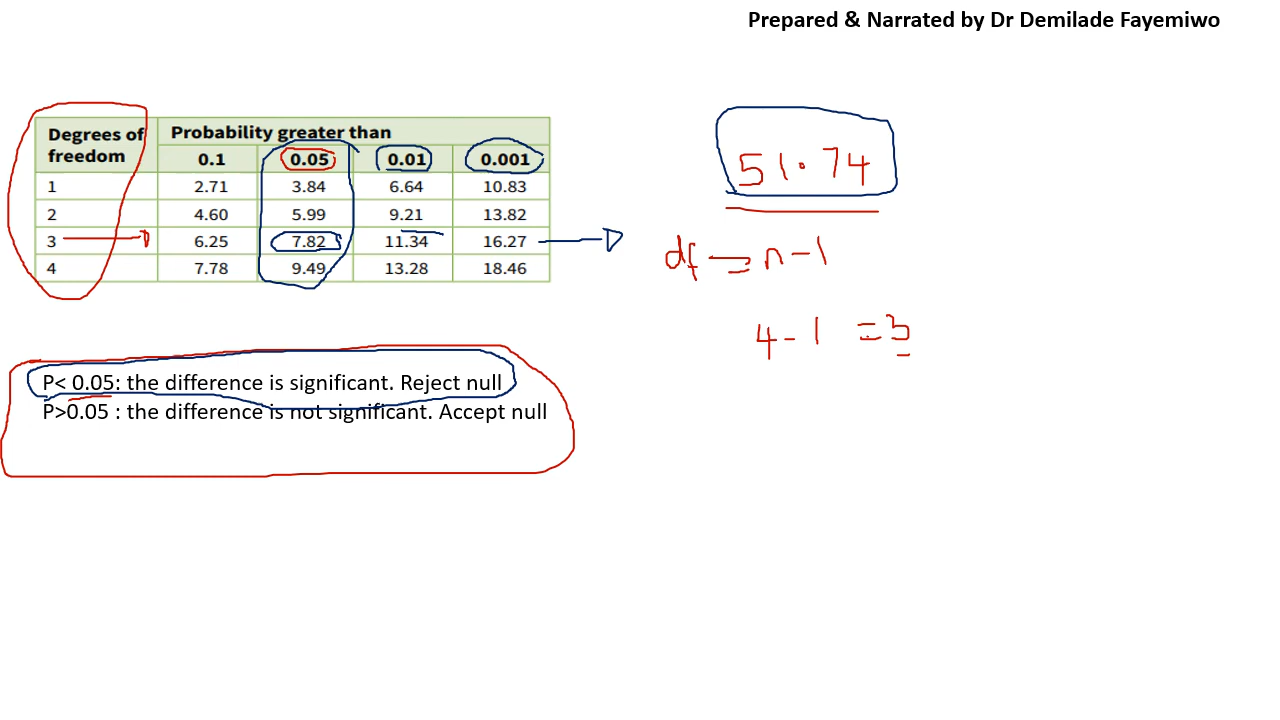 Prepared & Narrated by Dr Demilade Fayemiwo
Degrees of freedom Probability greater than
0.1 0.05 0.01 0.001
1 2.71 3.84 6.64 10.83
2 4.60 5.99 9.21 13.82
3 6.25 7.82 11.34 16.27
4 7.78 9.49 13.28 18.46
51.74
df → n-1
4-1 = 3
P< 0.05: the difference is significant. Reject null
P>0.05 : the difference is not significant. Accept null